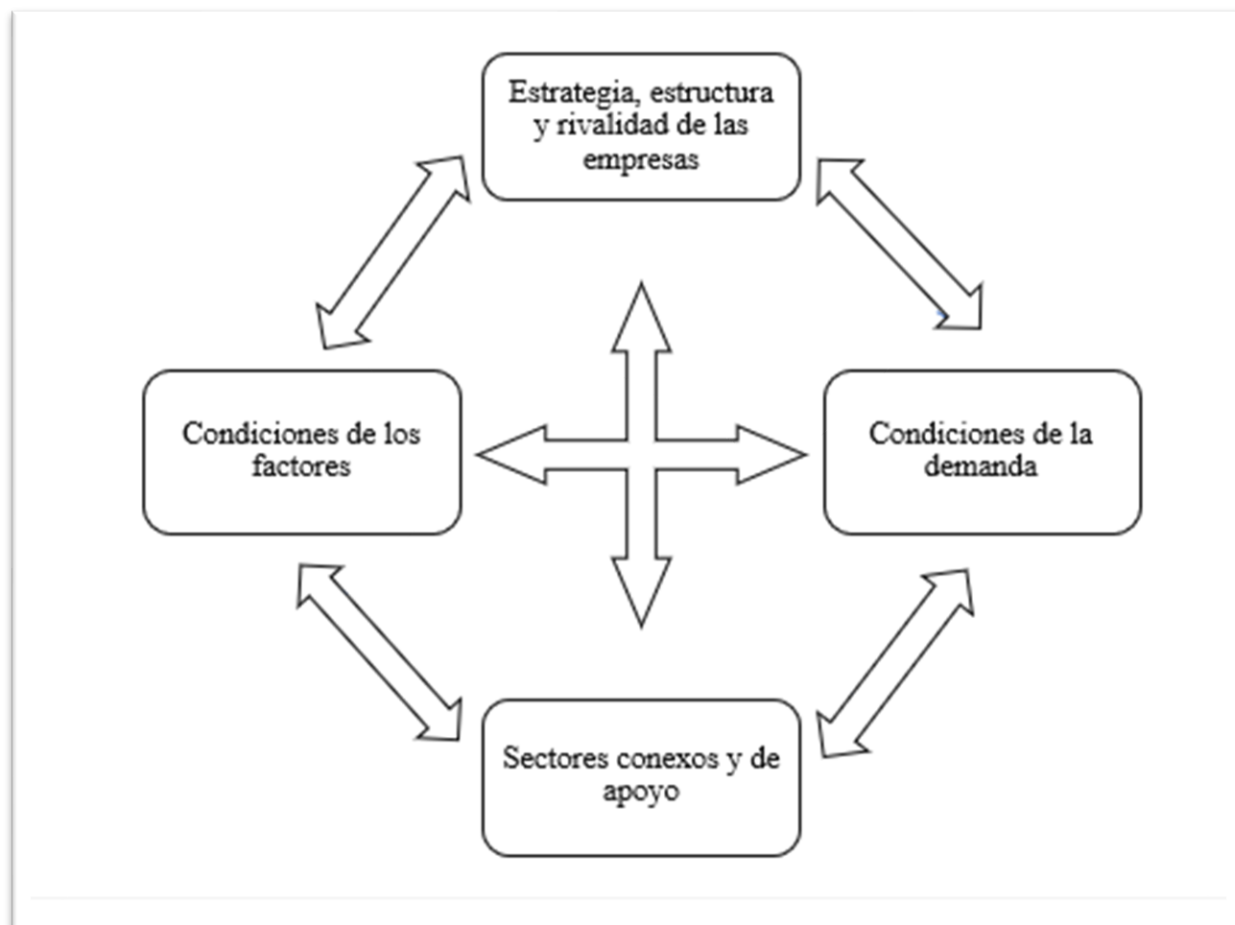 Estrategia, estructura
y rivalidad de las
empresas
Condiciones de los
factores
Condiciones de la
demanda
Sectores conexos y de
apoyo